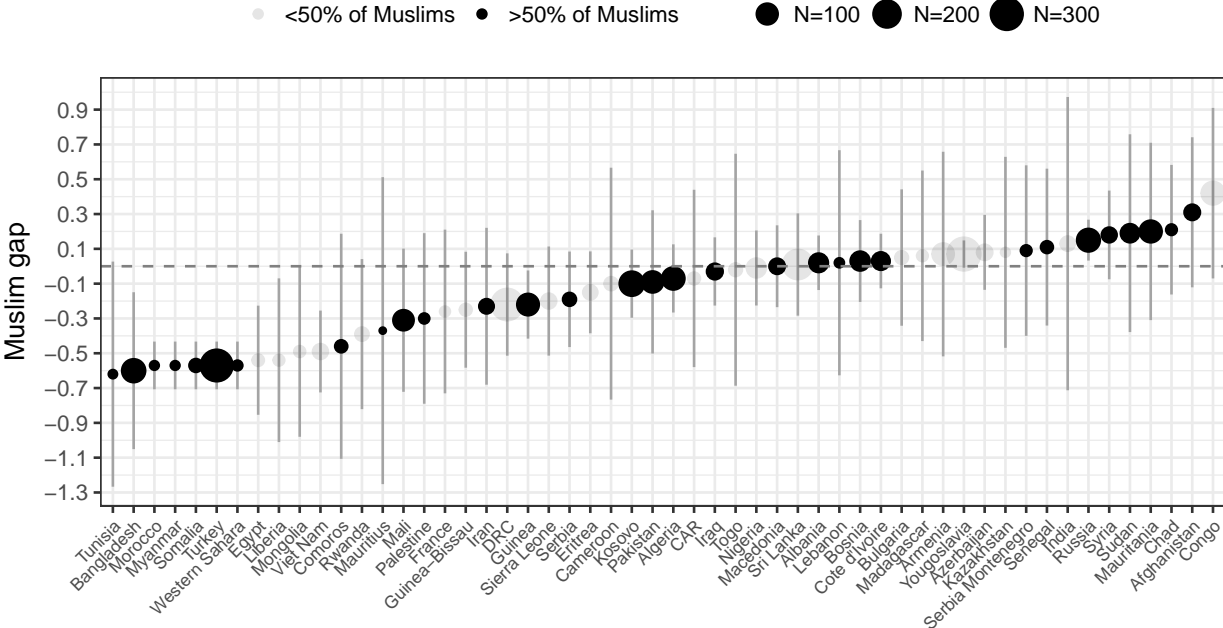 <50% of Muslims >50% of Muslims N=100 N=200 N=300
Muslim gap
0.9
0.7
0.5
0.3
0.1
−0.1
−0.3
−0.5
−0.7
−0.9
−1.1
−1.3
Tunisia
Bangladesh
Morocco
Myanmar
Somalia
Turkey
Western Sahara
Egypt
Liberia
Mongolia
Viet Nam
Comoros
Rwanda
Mauritius
Mali
Palestine
France
Guinea−Bissau
Iran
DRC
Guinea
Sierra Leone
Serbia
Eritrea
Cameroon
Kosovo
Pakistan
Algeria
CAR
Iraq
Togo
Nigeria
Macedonia
Sri Lanka
Albania
Lebanon
Bosnia
Cote d'Ivoire
Bulgaria
Madagascar
Armenia
Yougoslavia
Azerbaijan
Kazakhstan
Serbia Montenegro
Senegal
India
Russia
Syria
Sudan
Mauritania
Chad
Afghanistan
Congo